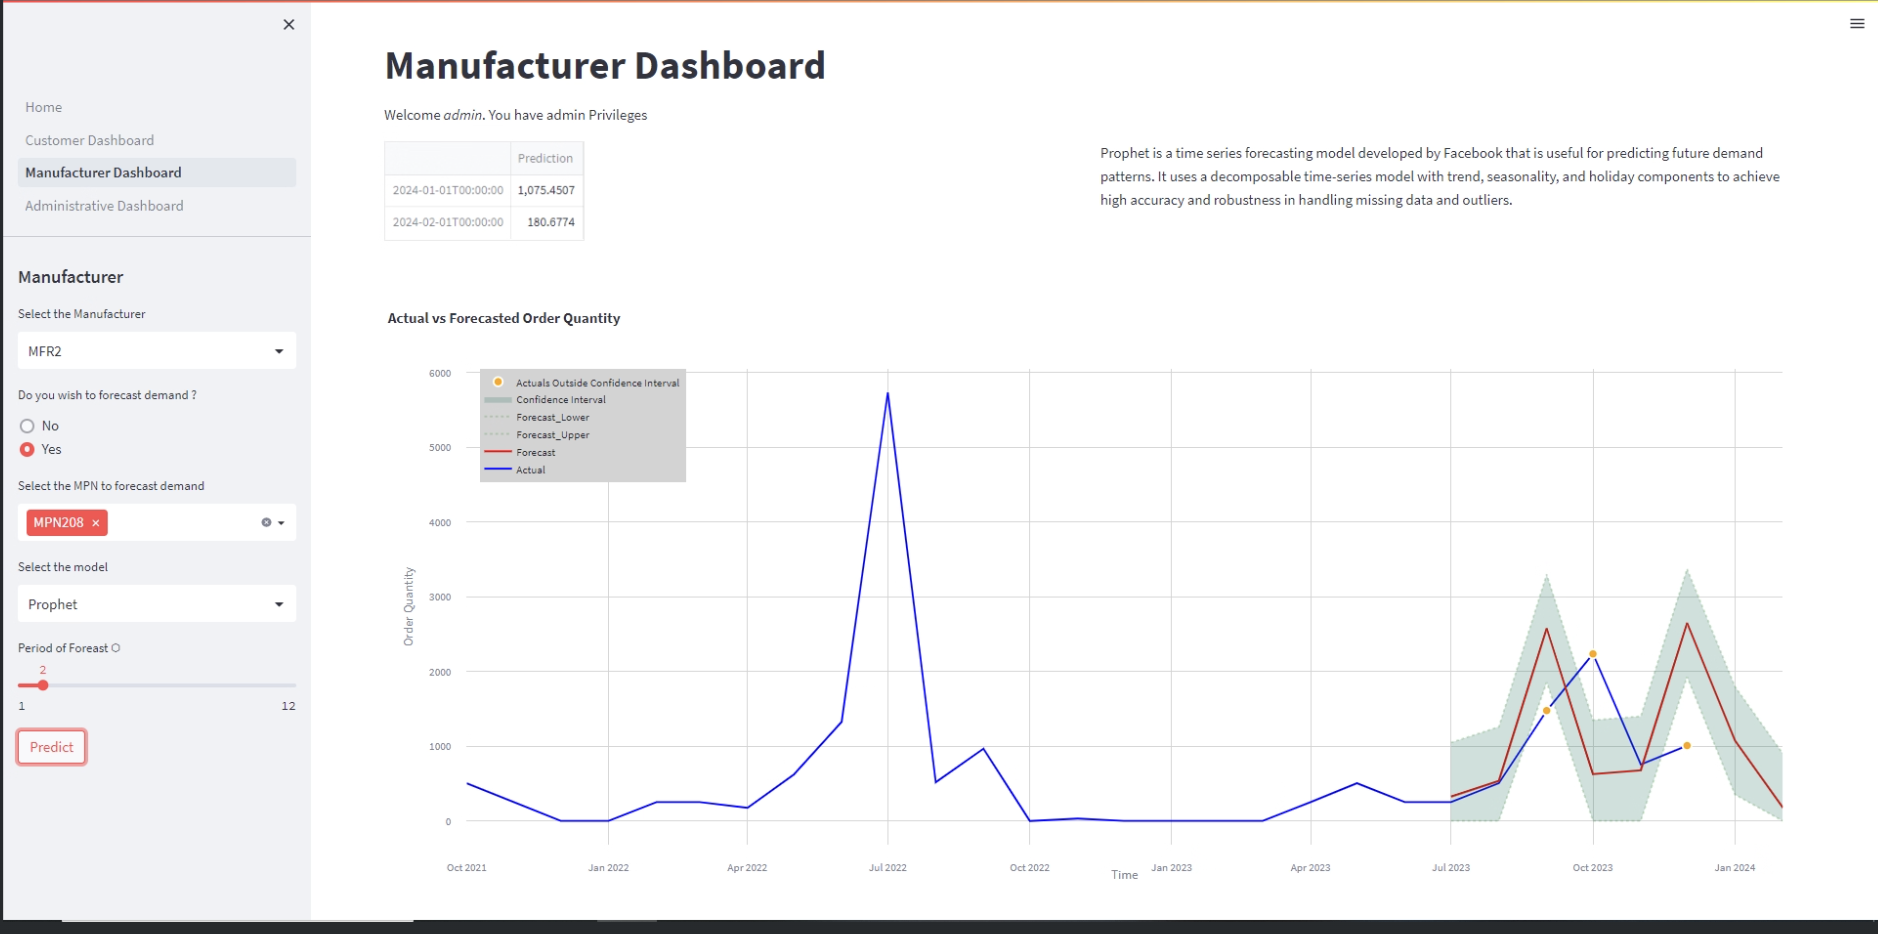 Home
Customer Dashboard
Manufacturer Dashboard
Administrative Dashboard
Manufacturer
Select the Manufacturer
MFR2
Do you wish to forecast demand ?
No
Yes
Select the MPN to forecast demand
MPN208
Select the model
Prophet
Period of Foreast
2
1 12
Predict
Manufacturer Dashboard
Welcome admin. You have admin Privileges
Prediction
2024-01-01T00:00:00 1,075.4507
2024-02-01T00:00:00 180.6774
Prophet is a time series forecasting model developed by Facebook that is useful for predicting future demand
patterns. It uses a decomposable time-series model with trend, seasonality, and holiday components to achieve
high accuracy and robustness in handling missing data and outliers.
Actual vs Forecasted Order Quantity
Actuals Outside Confidence Interval
Confidence Interval
Forecast_Lower
Forecast_Upper
Forecast
Actual
6000
5000
4000
3000
2000
1000
0
Order Quantity
Oct 2021 Jan 2022 Apr 2022 Jul 2022 Oct 2022 Jan 2023 Apr 2023 Jul 2023 Oct 2023 Jan 2024
Time